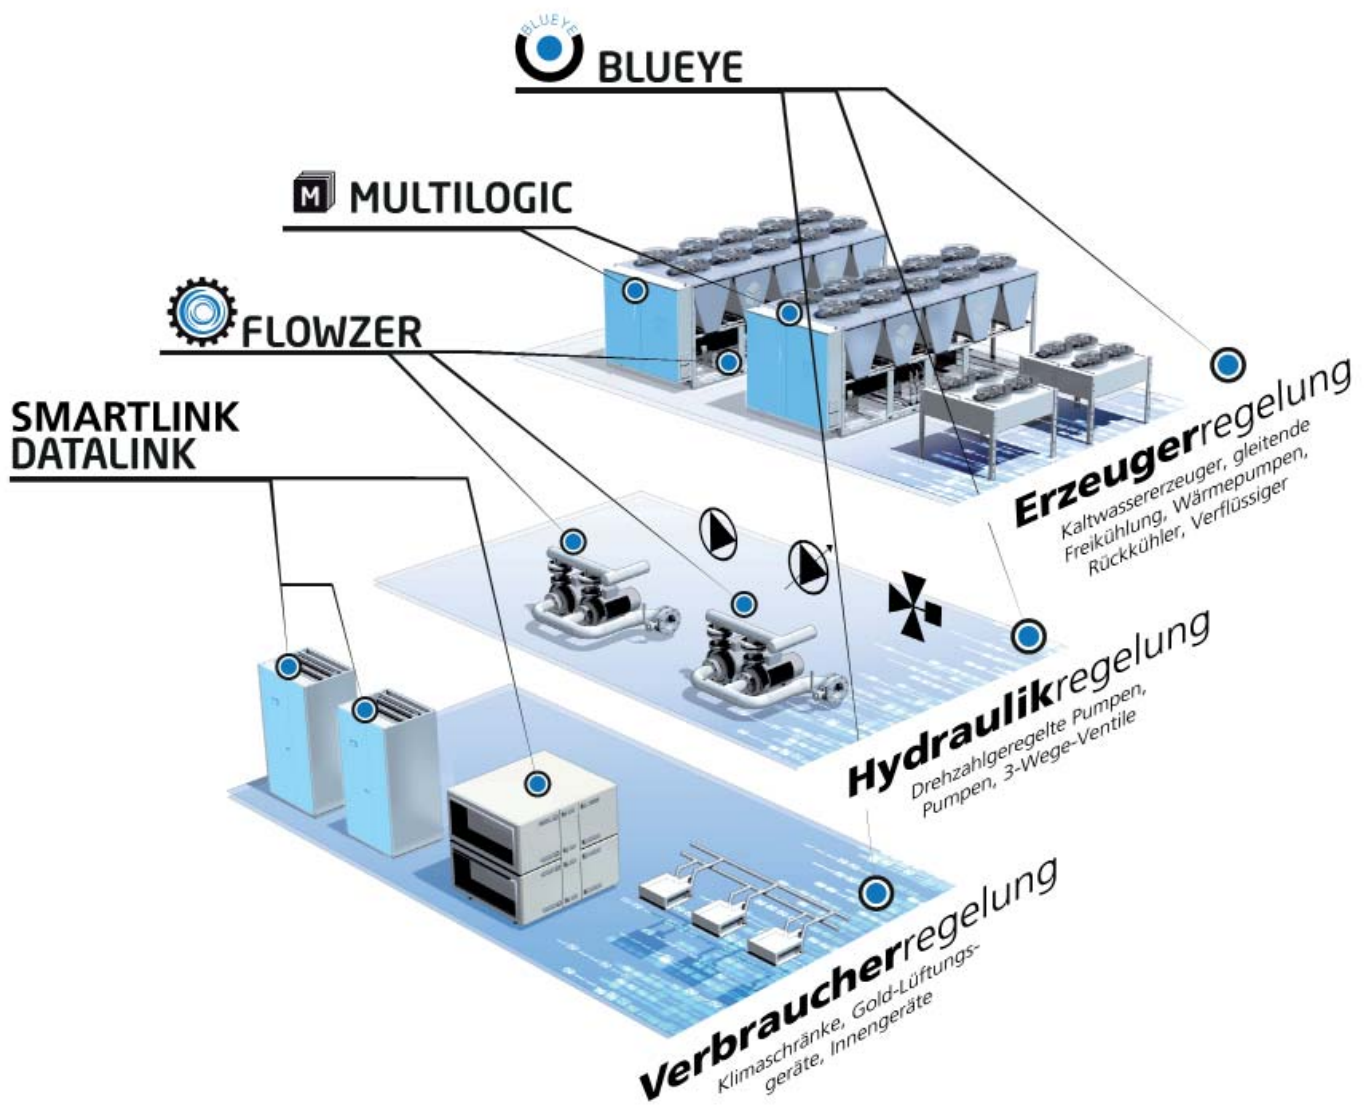 BLUEYE
BLUEYE
M
MULTILOGIC
FLOWZER
SMARTLINK
DATALINK
Erzeugerregelung
Kaltwassererzeuger, gleitende
Freikühlung, Wärmepumpen,
Rückkühler, Verflüssiger
Hydraulikregelung
Drehzahlgeregelte Pumpen,
Pumpen, 3-Wege-Ventile
Verbraucherregelung
Klimaschränke, Gold-Lüftungs-
geräte, Innengeräte